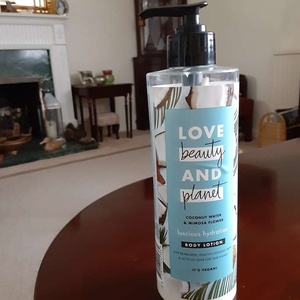 LOVE
beauty
AND
planet
COCONUT WATER
& MIMOSA FLOWER
luscious hydration
BODY LOTION
IT'S VEGAN!